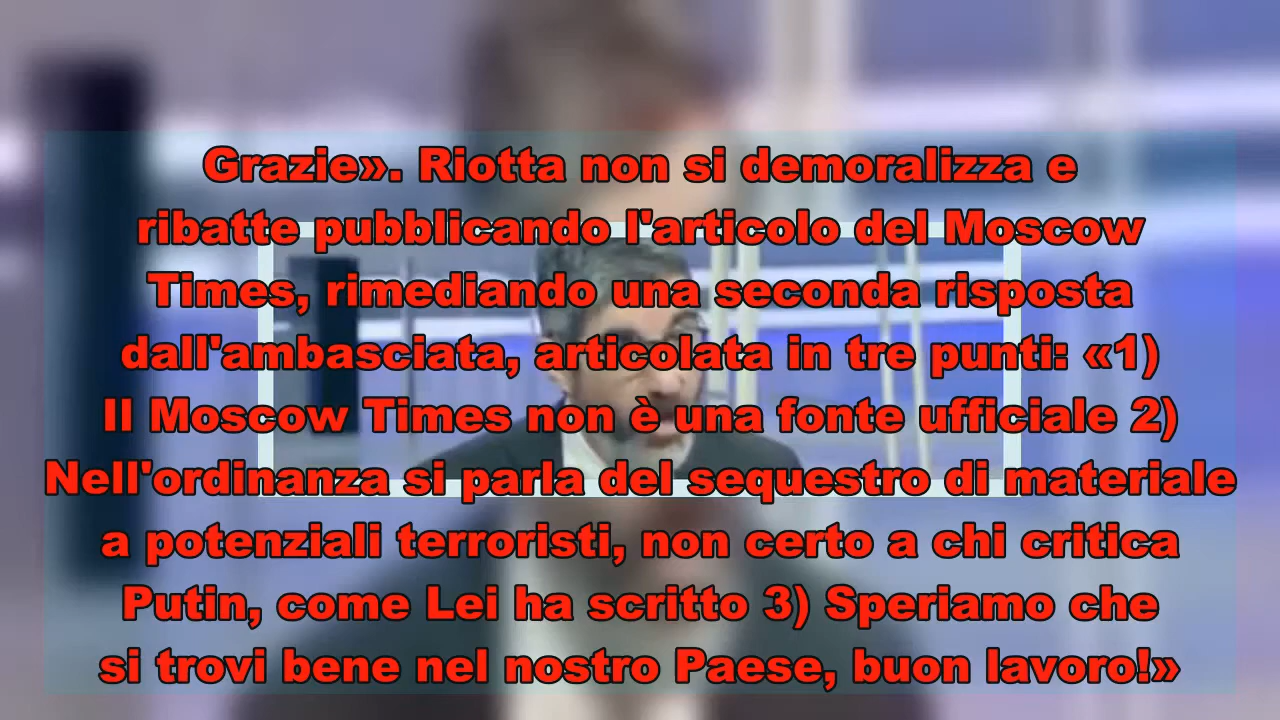 Grazie». Riotta non si demoralizza e
ribatte pubblicando l'articolo del Moscow
Times, rimediando una seconda risposta
dall'ambasciata, articolata in tre punti: «1)
Il Moscow Times non è una fonte ufficiale 2)
Nell'ordinanza si parla del sequestro di materiale
a potenziali terroristi, non certo a chi critica
Putin, come Lei ha scritto 3) Speriamo che
si trovi bene nel nostro Paese, buon lavoro!»